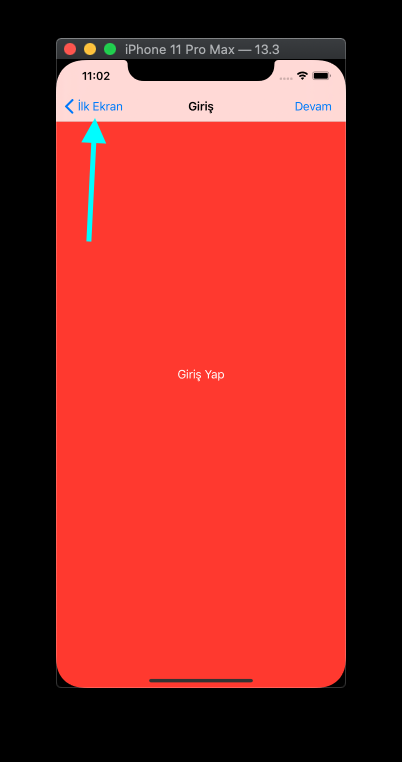 iPhone 11 Pro Max — 13.3
11:02
İlk Ekran Giriş Devam
Giriş Yap